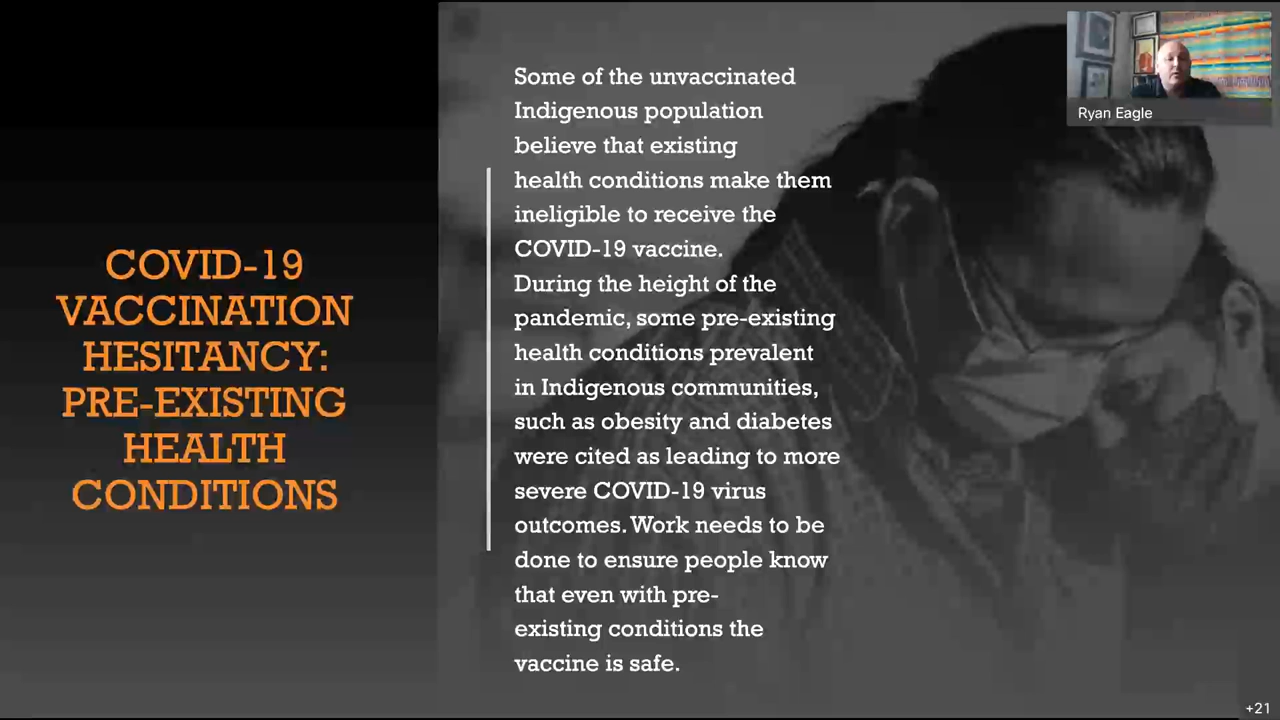 COVID-19
VACCINATION
HESITANCY:
PRE-EXISTING
HEALTH
CONDITIONS
Some of the unvaccinated
Indigenous population
believe that existing
health conditions make them
ineligible to receive the
COVID-19 vaccine.
During the height of the
pandemic, some pre-existing
health conditions prevalent
in Indigenous communities,
such as obesity and diabetes
were cited as leading to more
severe COVID-19 virus
outcomes. Work needs to be
done to ensure people know
that even with pre-
existing conditions the
vaccine is safe.
Ryan Eagle
+21